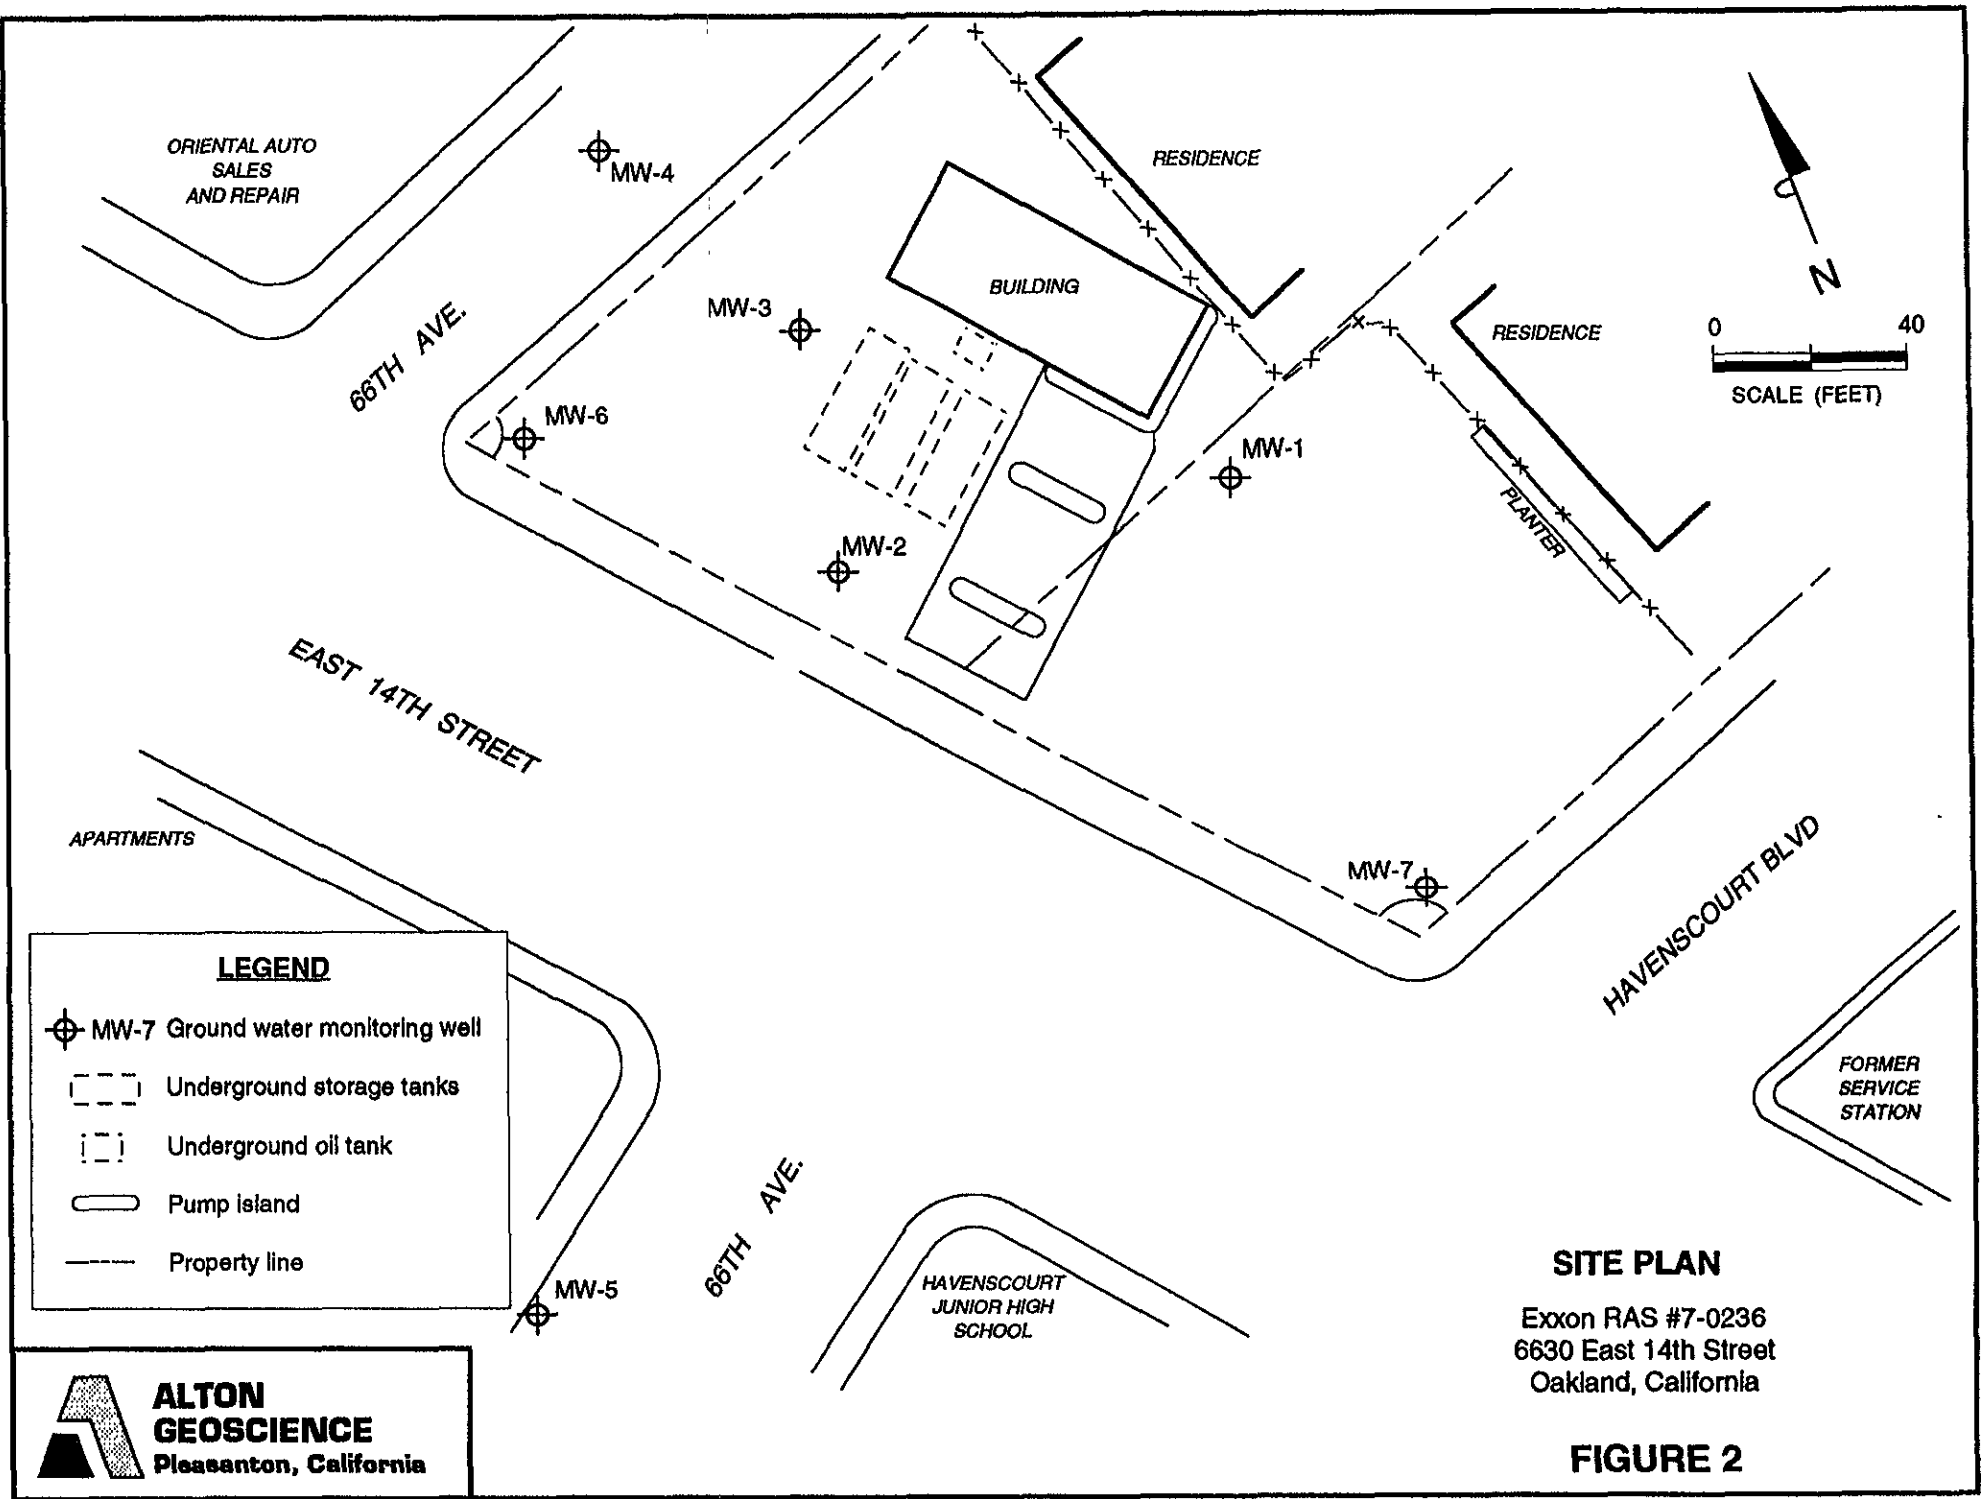 ORIENTAL AUTO
SALES
AND REPAIR
MW-4
RESIDENCE
BUILDING
N
MW-3
66TH AVE.
RESIDENCE
0 40
SCALE (FEET)
MW-6
MW-1
PLANTER
MW-2
EAST 14TH STREET
APARTMENTS
MW-7
HAVENSCOURT BLVD
LEGEND
MW-7 Ground water monitoring well
Underground storage tanks
Underground oil tank
Pump island
Property line
MW-5
66TH AVE.
FORMER
SERVICE
STATION
HAVENSCOURT
JUNIOR HIGH
SCHOOL
SITE PLAN
Exxon RAS #7-0236
6630 East 14th Street
Oakland, California
ALTON
GEOSCIENCE
Pleasanton, California
FIGURE 2